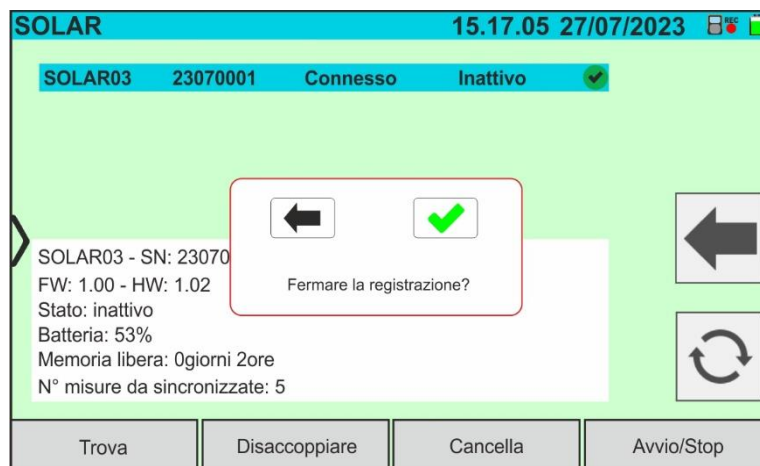 SOLAR 15.17.05 27/07/2023 REC
SOLAR03 23070001 Connesso Inattivo
Fermare la registrazione?
SOLAR03 - SN: 23070
FW: 1.00 - HW: 1.02
Stato: inattivo
Batteria: 53%
Memoria libera: 0giorni 2ore
N° misure da sincronizzate: 5
Trova Disaccoppiare Cancella Avvio/Stop